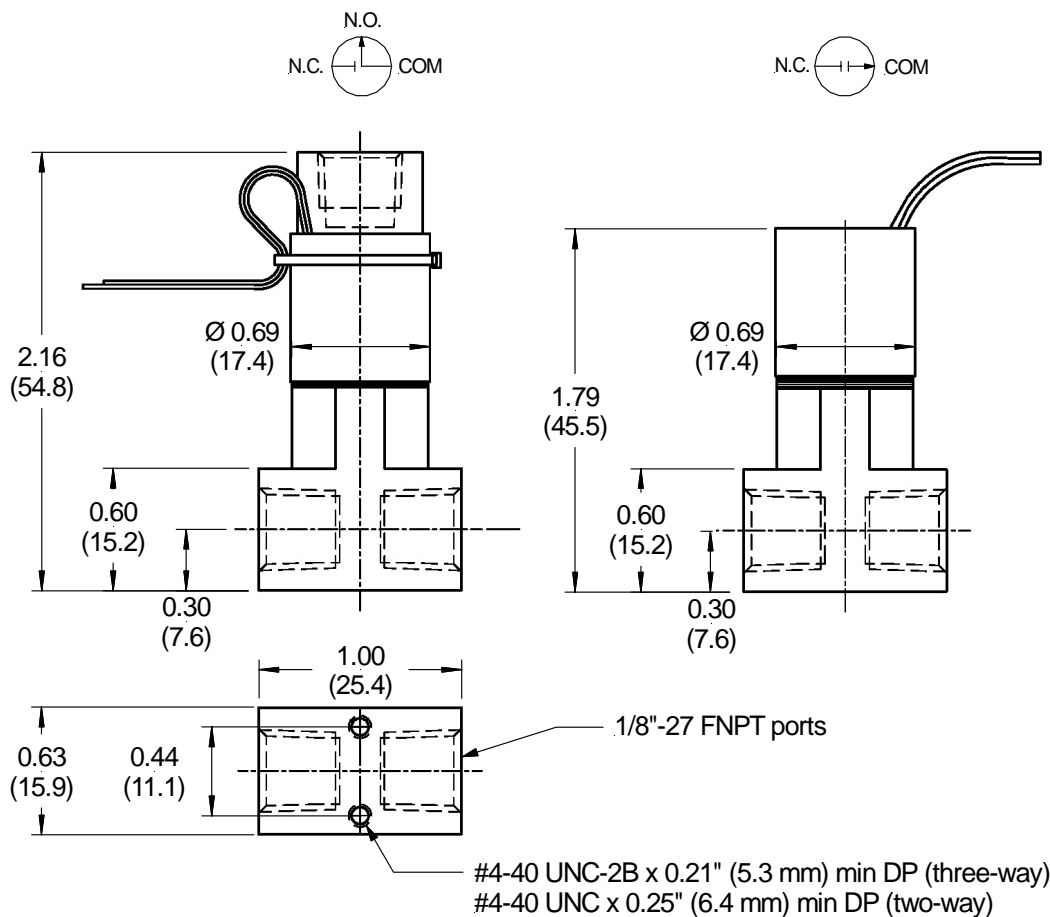 N.O.
N.C. COM
N.C. COM
2.16
(54.8)
Ø 0.69
(17.4)
0.60
(15.2)
0.30
(7.6)
1.79
(45.5)
Ø 0.69
(17.4)
0.60
(15.2)
0.30
(7.6)
1.00
(25.4)
0.63
(15.9)
0.44
(11.1)
1/8"-27 FNPT ports
#4-40 UNC-2B x 0.21" (5.3 mm) min DP (three-way)
#4-40 UNC x 0.25" (6.4 mm) min DP (two-way)